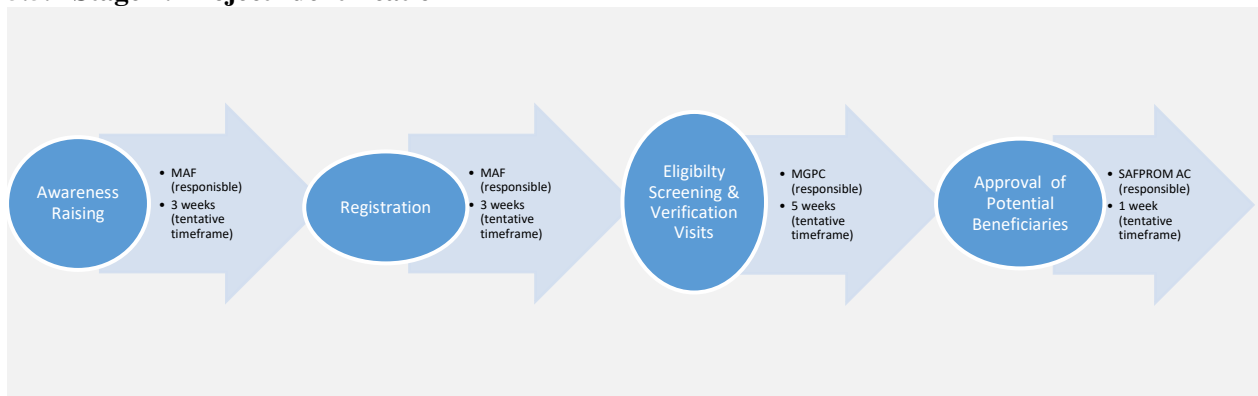 Awareness
Raising
• MAF
(responisble)
• 3 weeks
(tentative
timeframe)
Registration
• MAF
(responsible)
• 3 weeks
(tentative
timeframe)
Eligibilty
Screening &
Verification
Visits
• MGPC
(responsible)
• 5 weeks
(tentative
timeframe)
Approval of
Potential
Beneficiaries
• SAFPROM AC
(responsible)
• 1 week
(tentative
timeframe)